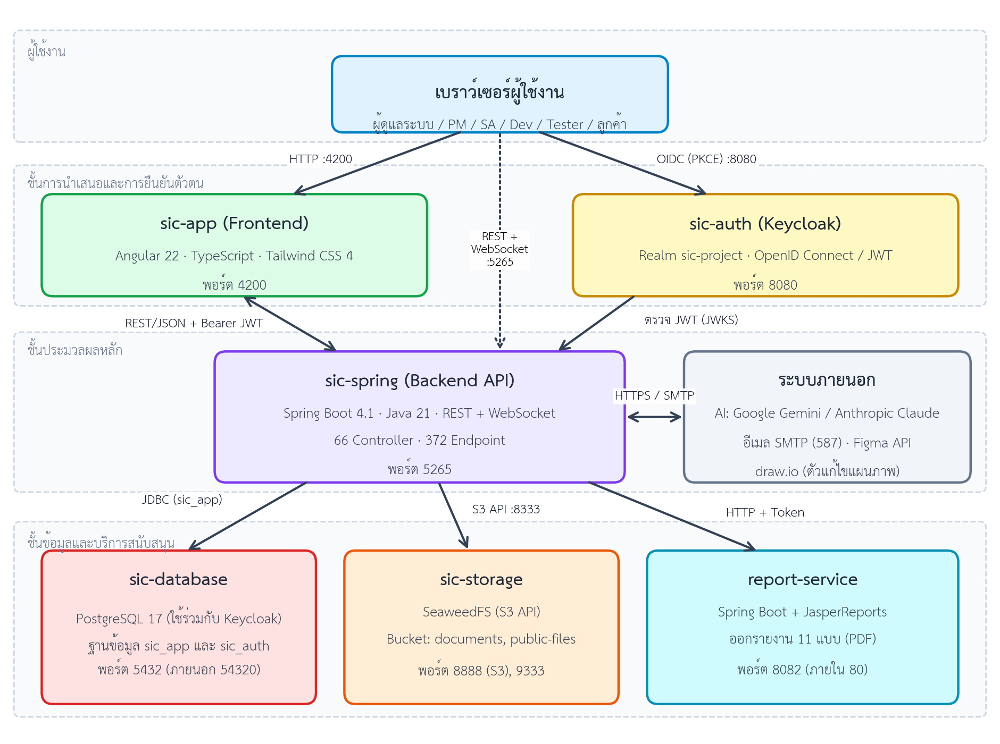 ผู้ใช้งาน
เบราว์เซอร์ผู้ใช้งาน
ผู้ดูแลระบบ / PM / SA / Dev / Tester / ลูกค้า
HTTP :4200
OIDC (PKCE) :8080
ชั้นการนำเสนอและการยืนยันตัวตน
sic-app (Frontend)
Angular 22 · TypeScript · Tailwind CSS 4
พอร์ต 4200
REST +
WebSocket
:5265
sic-auth (Keycloak)
Realm sic-project · OpenID Connect / JWT
พอร์ต 8080
REST/JSON + Bearer JWT
ตรวจ JWT (JWKS)
ชั้นประมวลผลหลัก
sic-spring (Backend API)
Spring Boot 4.1 · Java 21 · REST + WebSocket
66 Controller · 372 Endpoint
พอร์ต 5265
HTTPS / SMTP
ระบบภายนอก
AI: Google Gemini / Anthropic Claude
อีเมล SMTP (587) · Figma API
draw.io (ตัวแก้ไขแผนภาพ)
JDBC (sic_app)
S3 API :8333
HTTP + Token
ชั้นข้อมูลและบริการสนับสนุน
sic-database
PostgreSQL 17 (ใช้ร่วมกับ Keycloak)
ฐานข้อมูล sic_app และ sic_auth
พอร์ต 5432 (ภายนอก 54320)
sic-storage
SeaweedFS (S3 API)
Bucket: documents, public-files
พอร์ต 8888 (S3), 9333
report-service
Spring Boot + JasperReports
ออกรายงาน 11 แบบ (PDF)
พอร์ต 8082 (ภายใน 80)